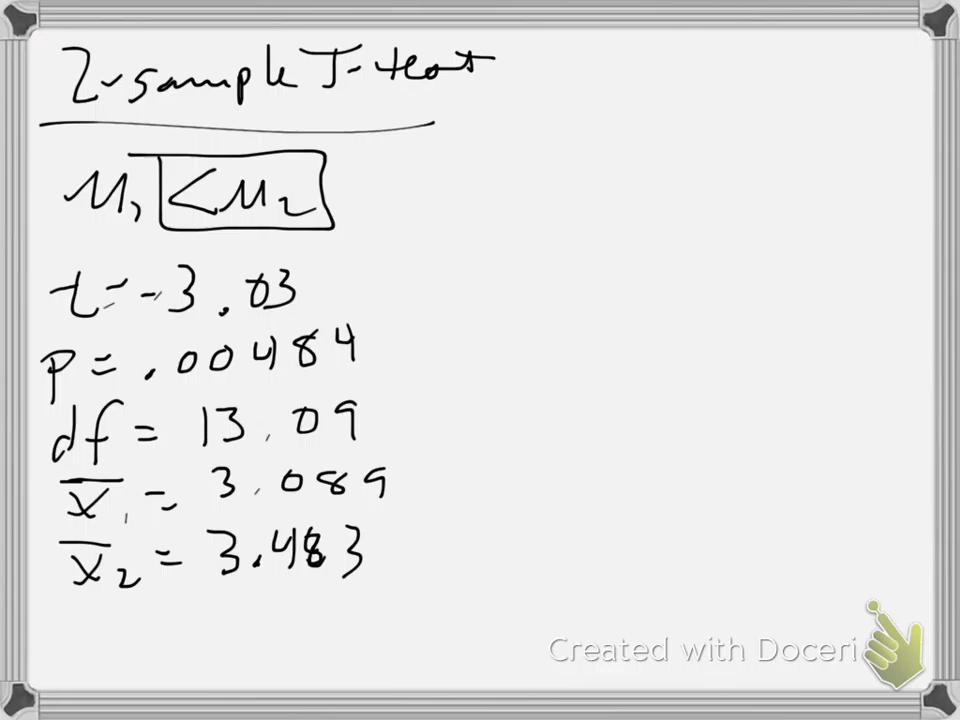 2-sample T-test
μ₁ <μ₂
t=-3.03
p=.00484
df = 13.09
x̄₁ = 3.089
x̄₂ = 3.483
Created with Doceri